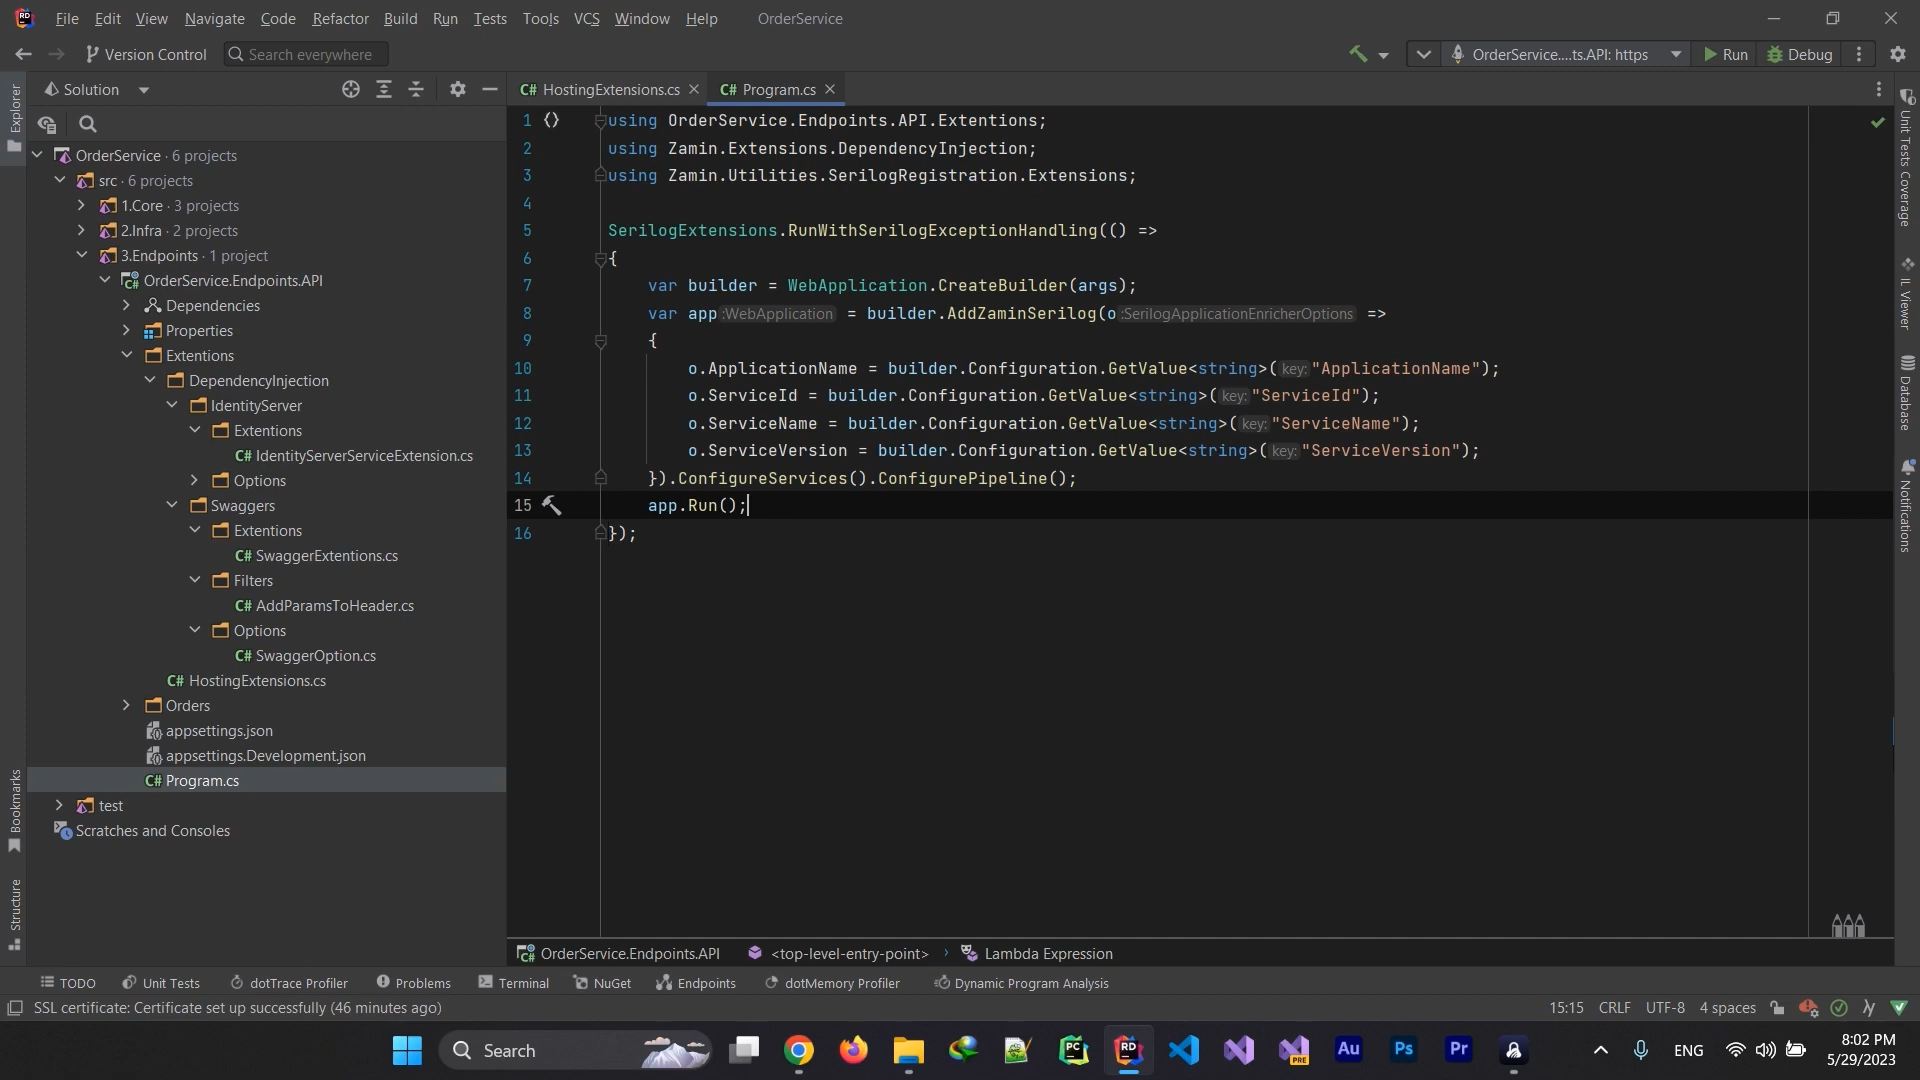 File Edit View Navigate Code Refactor Build Run Tests Tools VCS Window Help OrderService
Version Control Search everywhere OrderService....ts.API: https Run Debug
Solution
HostingExtensions.cs Program.cs
Explorer
OrderService · 6 projects
src · 6 projects
1.Core · 3 projects
2.Infra · 2 projects
3.Endpoints · 1 project
OrderService.Endpoints.API
Dependencies
Properties
Extentions
DependencyInjection
IdentityServer
Extentions
C# IdentityServerServiceExtension.cs
Options
Swaggers
Extentions
C# SwaggerExtentions.cs
Filters
C# AddParamsToHeader.cs
Options
C# SwaggerOption.cs
C# HostingExtensions.cs
Orders
appsettings.json
appsettings.Development.json
C# Program.cs
test
Scratches and Consoles
Bookmarks
Structure
1 using OrderService.Endpoints.API.Extentions;
2 using Zamin.Extensions.DependencyInjection;
3 using Zamin.Utilities.SerilogRegistration.Extensions;
4
5 SerilogExtensions.RunWithSerilogExceptionHandling(() =>
6 {
7 var builder = WebApplication.CreateBuilder(args);
8 var app :WebApplication = builder.AddZaminSerilog(o :SerilogApplicationEnricherOptions =>
9 {
10 o.ApplicationName = builder.Configuration.GetValue<string>( key: "ApplicationName");
11 o.ServiceId = builder.Configuration.GetValue<string>( key: "ServiceId");
12 o.ServiceName = builder.Configuration.GetValue<string>( key: "ServiceName");
13 o.ServiceVersion = builder.Configuration.GetValue<string>( key: "ServiceVersion");
14 }).ConfigureServices().ConfigurePipeline();
15 app.Run();
16 });
Unit Tests Coverage
IL Viewer
Database
Notifications
OrderService.Endpoints.API <top-level-entry-point> › Lambda Expression
TODO Unit Tests dotTrace Profiler Problems Terminal NuGet Endpoints dotMemory Profiler Dynamic Program Analysis
SSL certificate: Certificate set up successfully (46 minutes ago) 15:15 CRLF UTF-8 4 spaces
Search ENG 8:02 PM
5/29/2023